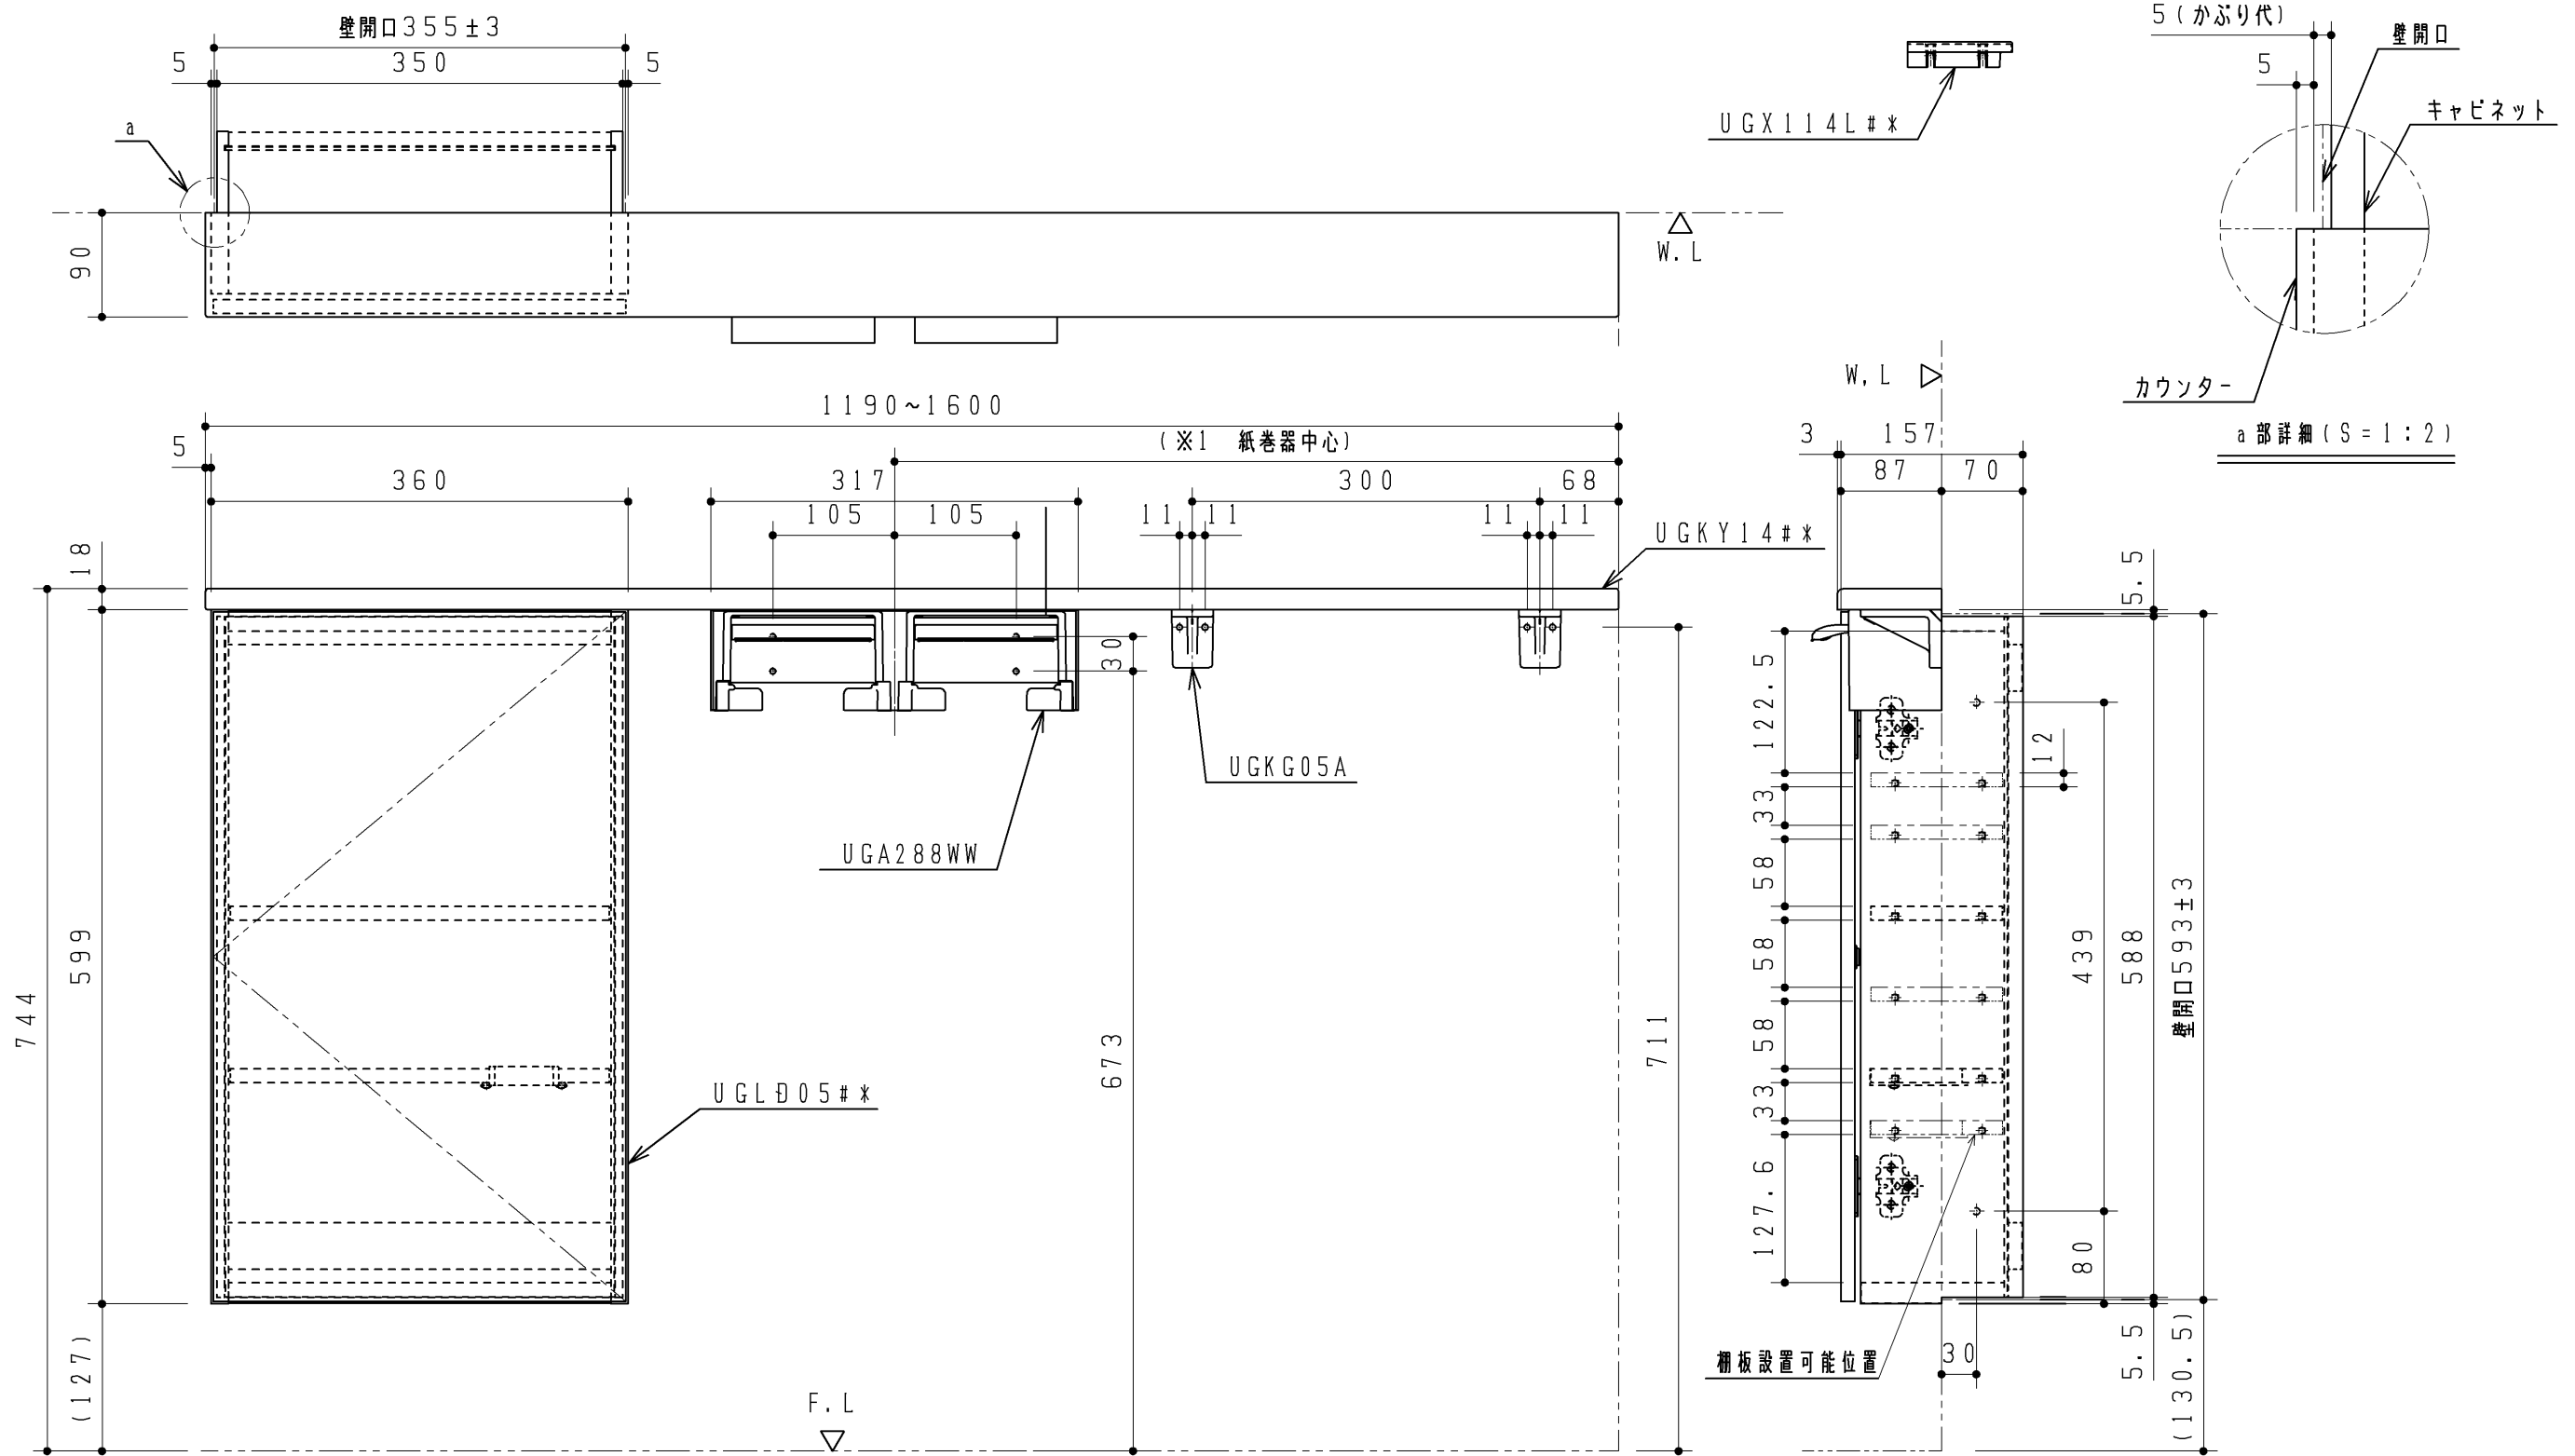 壁開口355±3
5
350
5
a
90
W.L
UGX114L#*
5(かぶり代)
壁開口
5
キャビネット
カウンター
a部詳細(S=1:2)
1190~1600
(※1 紙巻器中心)
5
360
317
300
68
105
105
11
11
11
11
UGKY14#*
18
599
744
(127)
30
673
711
UGKG05A
UGA288WW
UGLD05#*
F.L
W.L
3
157
87
70
5.5
122.5
12
33
58
58
58
33
127.6
439
588
壁開口593±3
80
棚板設置可能位置
30
5.5
(130.5)